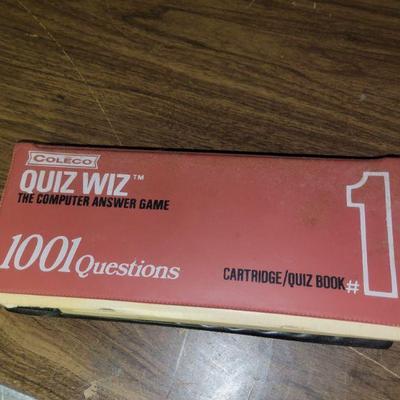 COLECO
QUIZ WIZ™
THE COMPUTER ANSWER GAME
1001 Questions
CARTRIDGE/QUIZ BOOK #1